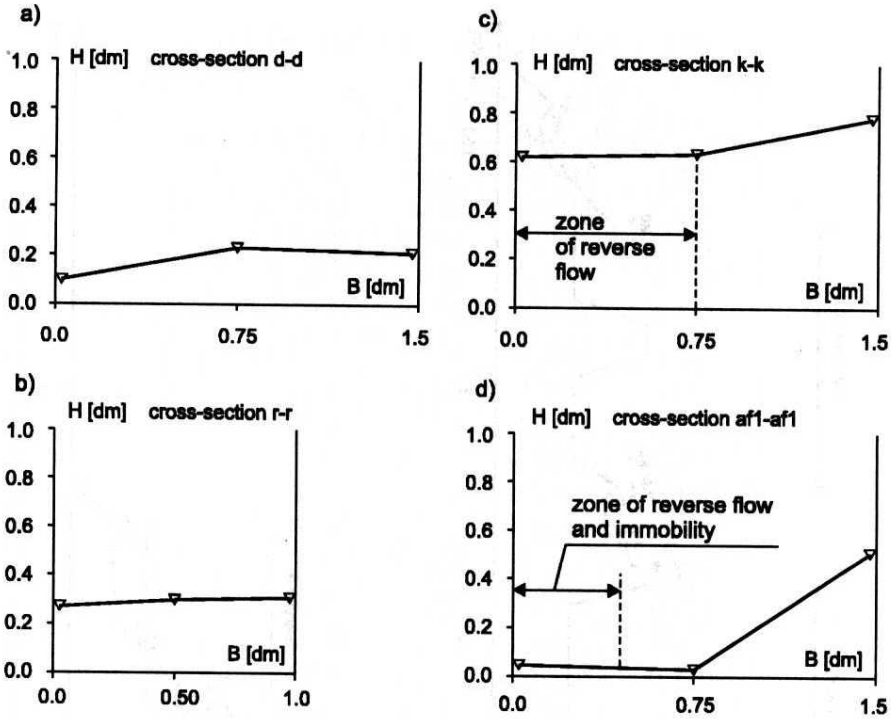 a)
H [dm] cross-section d-d
1.0
0.8
0.6
0.4
0.2
0.0
B [dm]
0.0 0.75 1.5
b)
H [dm] cross-section r-r
1.0
0.8
0.6
0.4
0.2
0.0
B [dm]
0.0 0.50 1.0
c)
H [dm] cross-section k-k
1.0
0.8
0.6
0.4
0.2
0.0
zone
of reverse
flow
B [dm]
0.0 0.75 1.5
d)
H [dm] cross-section af1-af1
1.0
0.8
0.6
0.4
0.2
0.0
zone of reverse flow
and immobility
B [dm]
0.0 0.75 1.5